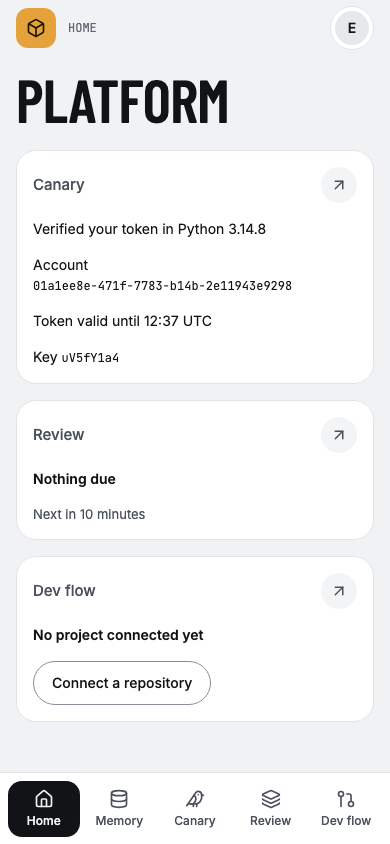 HOME
E
PLATFORM
Canary
Verified your token in Python 3.14.8
Account
01a1ee8e-471f-7783-b14b-2e11943e9298
Token valid until 12:37 UTC
Key uV5fY1a4
Review
Nothing due
Next in 10 minutes
Dev flow
No project connected yet
Connect a repository
Home
Memory
Canary
Review
Dev flow